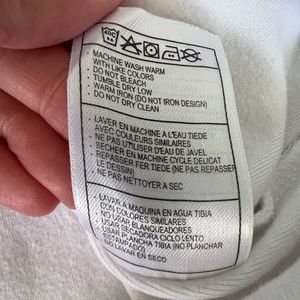 40C
- MACHINE WASH WARM
WITH LIKE COLORS
- DO NOT BLEACH
- TUMBLE DRY LOW
- WARM IRON (DO NOT IRON DESIGN)
- DO NOT DRY CLEAN
- LAVER EN MACHINE A L'EAU TIEDE
AVEC COULEURS SIMILAIRES
- NE PAS UTILISER D'EAU DE JAVEL
- SECHER EN MACHINE CYCLE DELICAT
- REPASSER FER TIEDE (NE PAS REPASSER
LE DESSIN)
- NE PAS NETTOYER A SEC
- LAVAR A MAQUINA EN AGUA TIBIA
CON COLORES SIMILARES
- NO USAR BLANQUEADORES
- USAR SECADORA CICLO LENTO
- USAR PLANCHA TIBIA (NO PLANCHAR
ESTAMPADO)
- NO LAVAR EN SECO